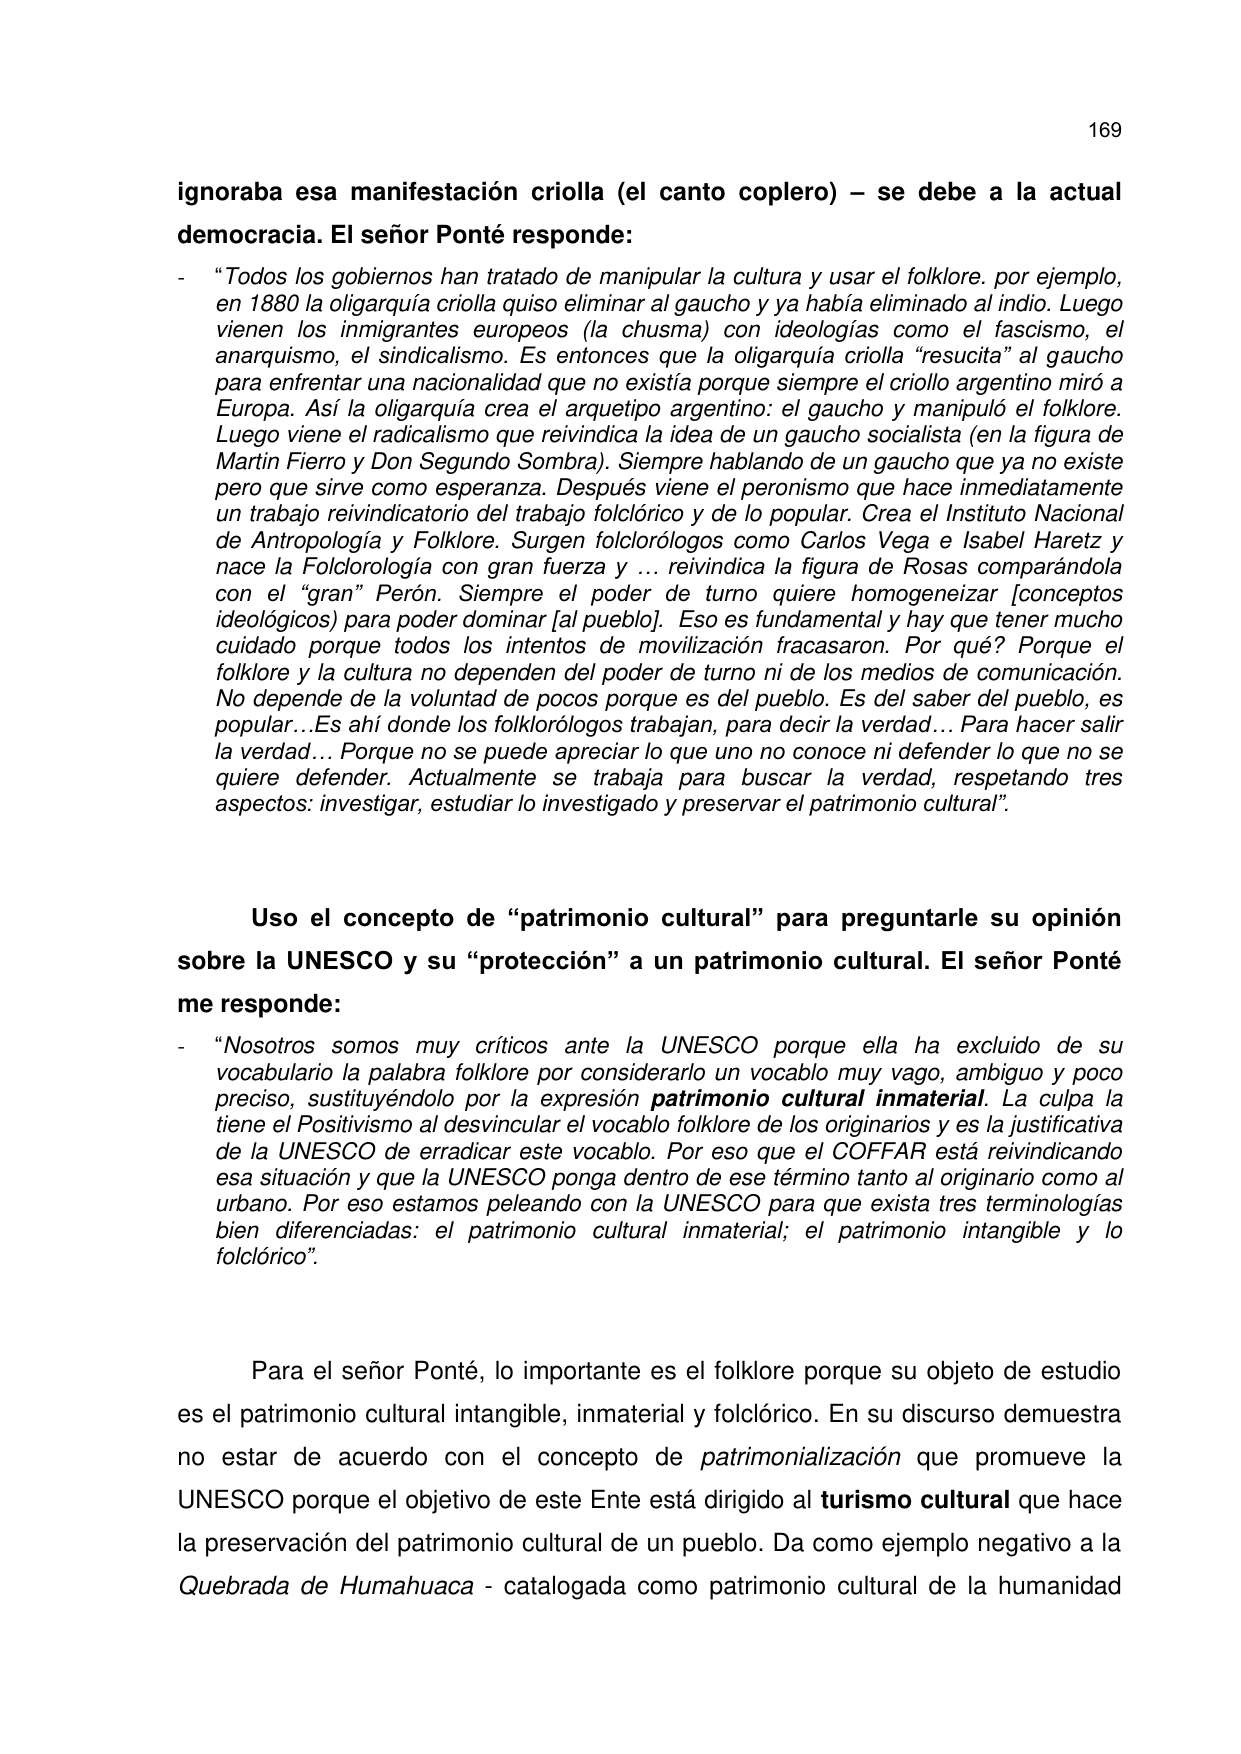 169
ignoraba esa manifestación criolla (el canto coplero) – se debe a la actual
democracia. El señor Ponté responde:
- “Todos los gobiernos han tratado de manipular la cultura y usar el folklore. por ejemplo,
en 1880 la oligarquía criolla quiso eliminar al gaucho y ya había eliminado al indio. Luego
vienen los inmigrantes europeos (la chusma) con ideologías como el fascismo, el
anarquismo, el sindicalismo. Es entonces que la oligarquía criolla “resucita” al gaucho
para enfrentar una nacionalidad que no existía porque siempre el criollo argentino miró a
Europa. Así la oligarquía crea el arquetipo argentino: el gaucho y manipuló el folklore.
Luego viene el radicalismo que reivindica la idea de un gaucho socialista (en la figura de
Martin Fierro y Don Segundo Sombra). Siempre hablando de un gaucho que ya no existe
pero que sirve como esperanza. Después viene el peronismo que hace inmediatamente
un trabajo reivindicatorio del trabajo folclórico y de lo popular. Crea el Instituto Nacional
de Antropología y Folklore. Surgen folclorólogos como Carlos Vega e Isabel Haretz y
nace la Folclorología con gran fuerza y … reivindica la figura de Rosas comparándola
con el “gran” Perón. Siempre el poder de turno quiere homogeneizar [conceptos
ideológicos) para poder dominar [al pueblo]. Eso es fundamental y hay que tener mucho
cuidado porque todos los intentos de movilización fracasaron. Por qué? Porque el
folklore y la cultura no dependen del poder de turno ni de los medios de comunicación.
No depende de la voluntad de pocos porque es del pueblo. Es del saber del pueblo, es
popular…Es ahí donde los folklorólogos trabajan, para decir la verdad… Para hacer salir
la verdad… Porque no se puede apreciar lo que uno no conoce ni defender lo que no se
quiere defender. Actualmente se trabaja para buscar la verdad, respetando tres
aspectos: investigar, estudiar lo investigado y preservar el patrimonio cultural”.
Uso el concepto de “patrimonio cultural” para preguntarle su opinión
sobre la UNESCO y su “protección” a un patrimonio cultural. El señor Ponté
me responde:
- “Nosotros somos muy críticos ante la UNESCO porque ella ha excluido de su
vocabulario la palabra folklore por considerarlo un vocablo muy vago, ambiguo y poco
preciso, sustituyéndolo por la expresión patrimonio cultural inmaterial. La culpa la
tiene el Positivismo al desvincular el vocablo folklore de los originarios y es la justificativa
de la UNESCO de erradicar este vocablo. Por eso que el COFFAR está reivindicando
esa situación y que la UNESCO ponga dentro de ese término tanto al originario como al
urbano. Por eso estamos peleando con la UNESCO para que exista tres terminologías
bien diferenciadas: el patrimonio cultural inmaterial; el patrimonio intangible y lo
folclórico”.
Para el señor Ponté, lo importante es el folklore porque su objeto de estudio
es el patrimonio cultural intangible, inmaterial y folclórico. En su discurso demuestra
no estar de acuerdo con el concepto de patrimonialización que promueve la
UNESCO porque el objetivo de este Ente está dirigido al turismo cultural que hace
la preservación del patrimonio cultural de un pueblo. Da como ejemplo negativo a la
Quebrada de Humahuaca - catalogada como patrimonio cultural de la humanidad